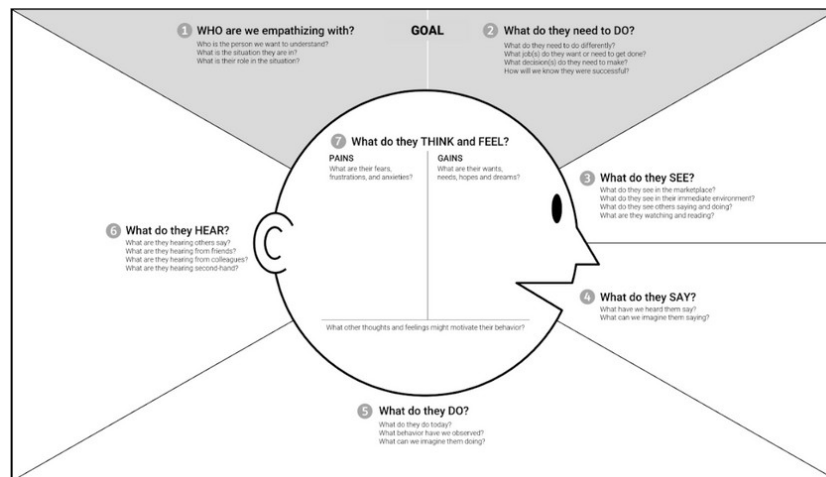 GOAL
1 WHO are we empathizing with?
Who is the person we want to understand?
What is the situation they are in?
What is their role in the situation?
2 What do they need to DO?
What do they need to do differently?
What job(s) do they want or need to get done?
What decision(s) do they need to make?
How will we know they were successful?
3 What do they SEE?
What do they see in the marketplace?
What do they see in their immediate environment?
What do they see others saying and doing?
What are they watching and reading?
4 What do they SAY?
What have we heard them say?
What can we imagine them saying?
5 What do they DO?
What do they do today?
What behavior have we observed?
What can we imagine them doing?
6 What do they HEAR?
What are they hearing others say?
What are they hearing from friends?
What are they hearing from colleagues?
What are they hearing second-hand?
7 What do they THINK and FEEL?
PAINS
What are their fears,
frustrations, and anxieties?
GAINS
What are their wants,
needs, hopes and dreams?
What other thoughts and feelings might motivate their behavior?